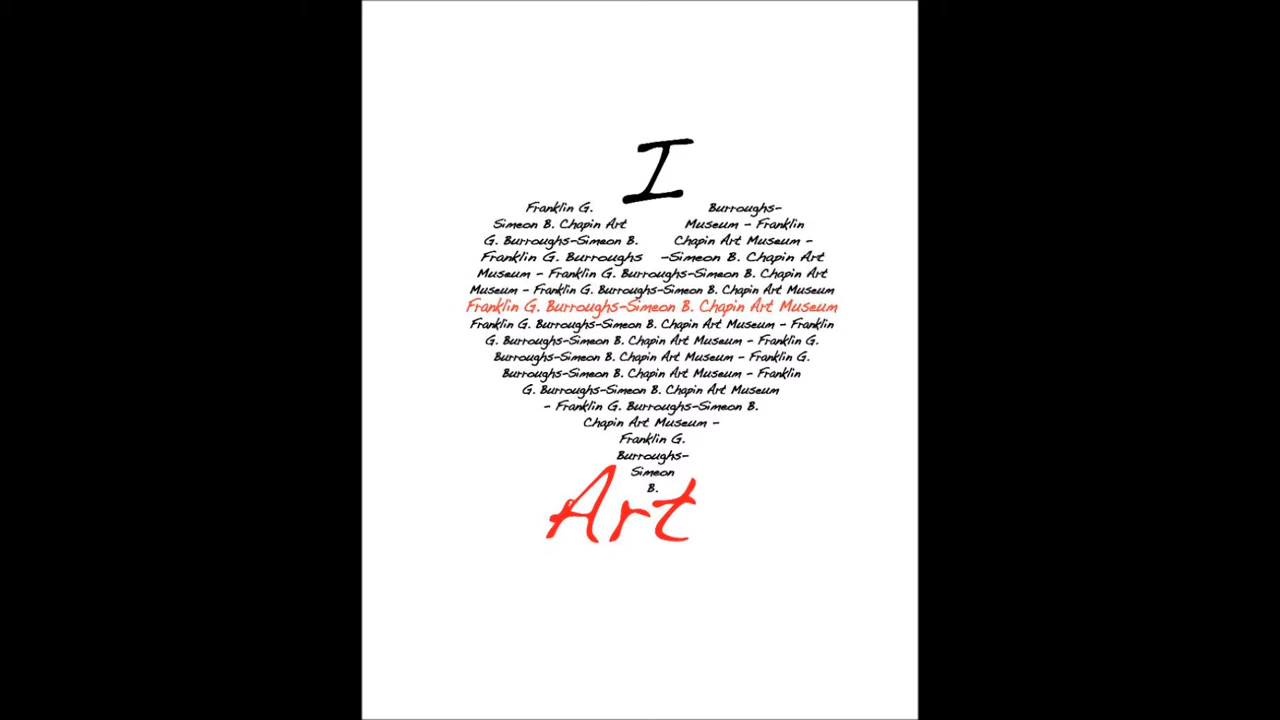 I
Franklin G. Burroughs-
Simeon B. Chapin Art Museum - Franklin
G. Burroughs-Simeon B. Chapin Art Museum -
Franklin G. Burroughs -Simeon B. Chapin Art
Museum - Franklin G. Burroughs-Simeon B. Chapin Art
Museum - Franklin G. Burroughs-Simeon B. Chapin Art Museum
Franklin G. Burroughs-Simeon B. Chapin Art Museum
Franklin G. Burroughs-Simeon B. Chapin Art Museum - Franklin
G. Burroughs-Simeon B. Chapin Art Museum - Franklin G.
Burroughs-Simeon B. Chapin Art Museum - Franklin G.
Burroughs-Simeon B. Chapin Art Museum - Franklin
G. Burroughs-Simeon B. Chapin Art Museum
- Franklin G. Burroughs-Simeon B.
Chapin Art Museum -
Franklin G.
Burroughs-
Simeon
B.
Art